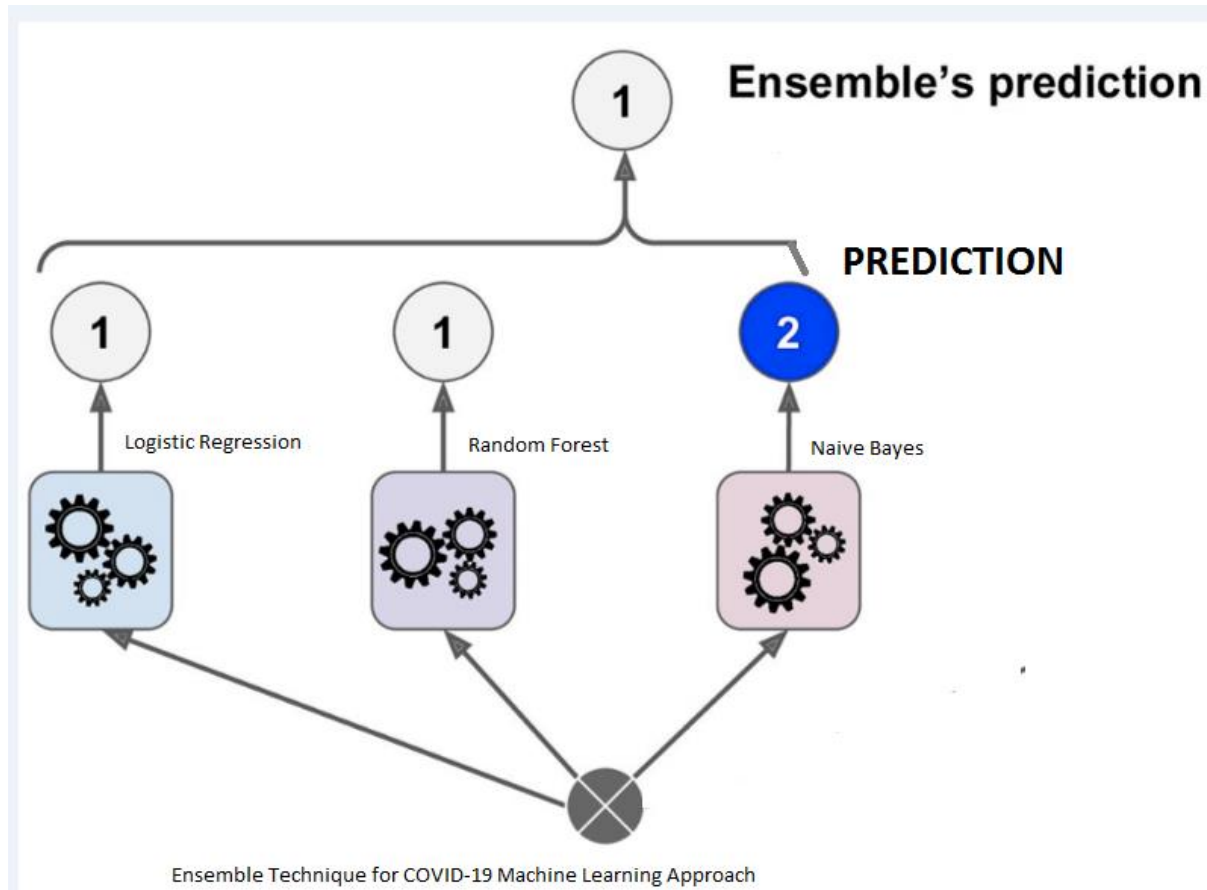 1
Ensemble's prediction
PREDICTION
1
1
2
Logistic Regression
Random Forest
Naive Bayes
Ensemble Technique for COVID-19 Machine Learning Approach